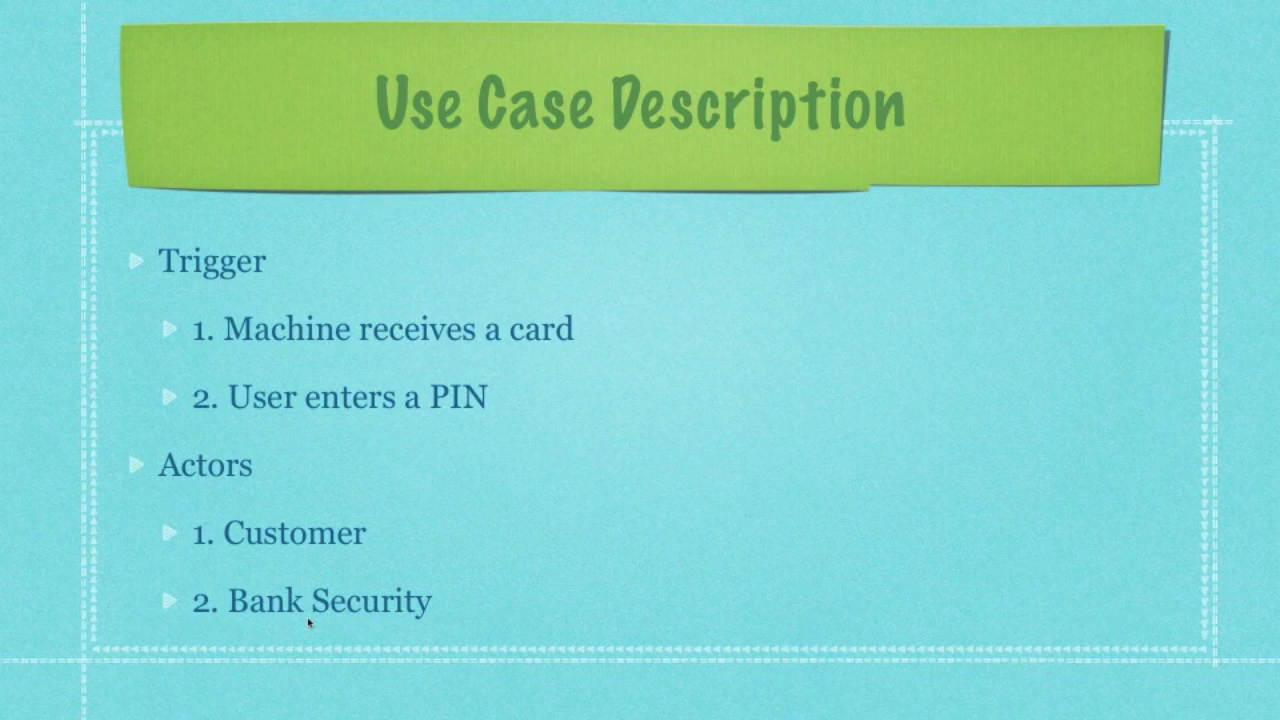 Use Case Description
Trigger
1. Machine receives a card
2. User enters a PIN
Actors
1. Customer
2. Bank Security